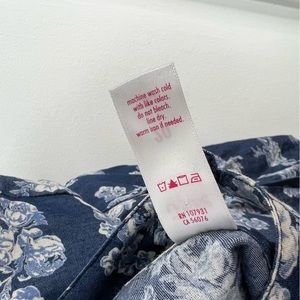 machine wash cold
with like colors.
do not bleach.
line dry.
warm iron if needed.
RN 107931
CA 54076